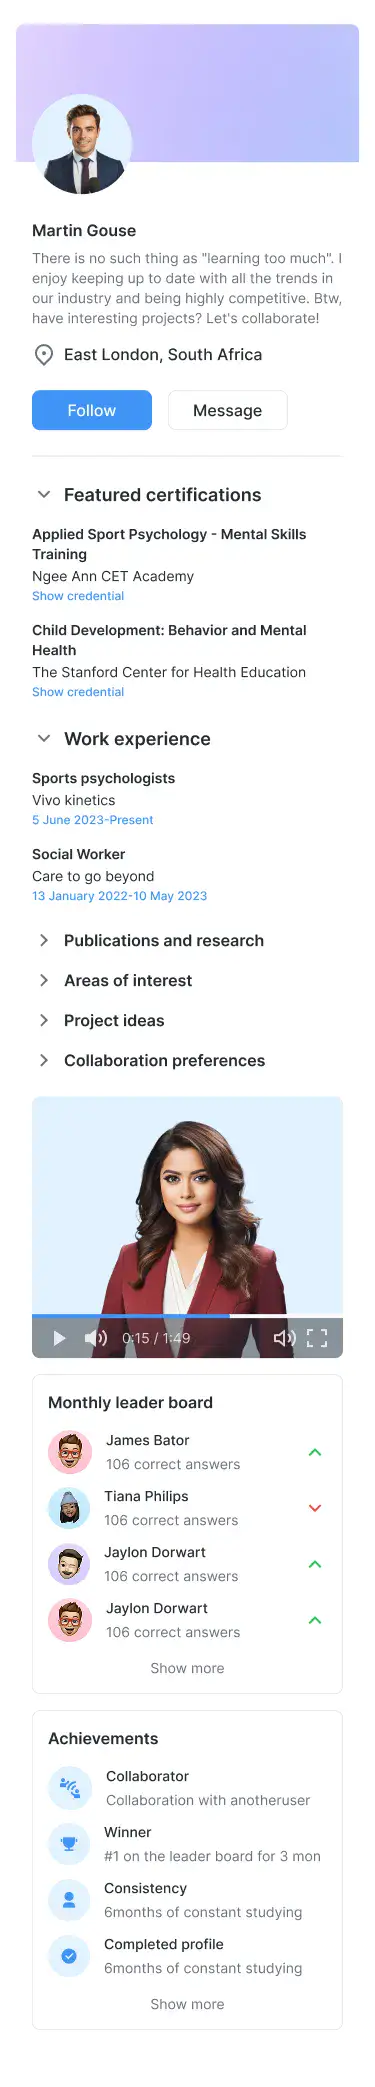 Martin Gouse
There is no such thing as "learning too much". I
enjoy keeping up to date with all the trends in
our industry and being highly competitive. Btw,
have interesting projects? Let's collaborate!
East London, South Africa
Follow
Message
Featured certifications
Applied Sport Psychology - Mental Skills
Training
Ngee Ann CET Academy
Show credential
Child Development: Behavior and Mental
Health
The Stanford Center for Health Education
Show credential
Work experience
Sports psychologists
Vivo kinetics
5 June 2023-Present
Social Worker
Care to go beyond
13 January 2022-10 May 2023
Publications and research
Areas of interest
Project ideas
Collaboration preferences
0:15 / 1:49
Monthly leader board
James Bator
106 correct answers
Tiana Philips
106 correct answers
Jaylon Dorwart
106 correct answers
Jaylon Dorwart
106 correct answers
Show more
Achievements
Collaborator
Collaboration with anotheruser
Winner
#1 on the leader board for 3 mon
Consistency
6months of constant studying
Completed profile
6months of constant studying
Show more